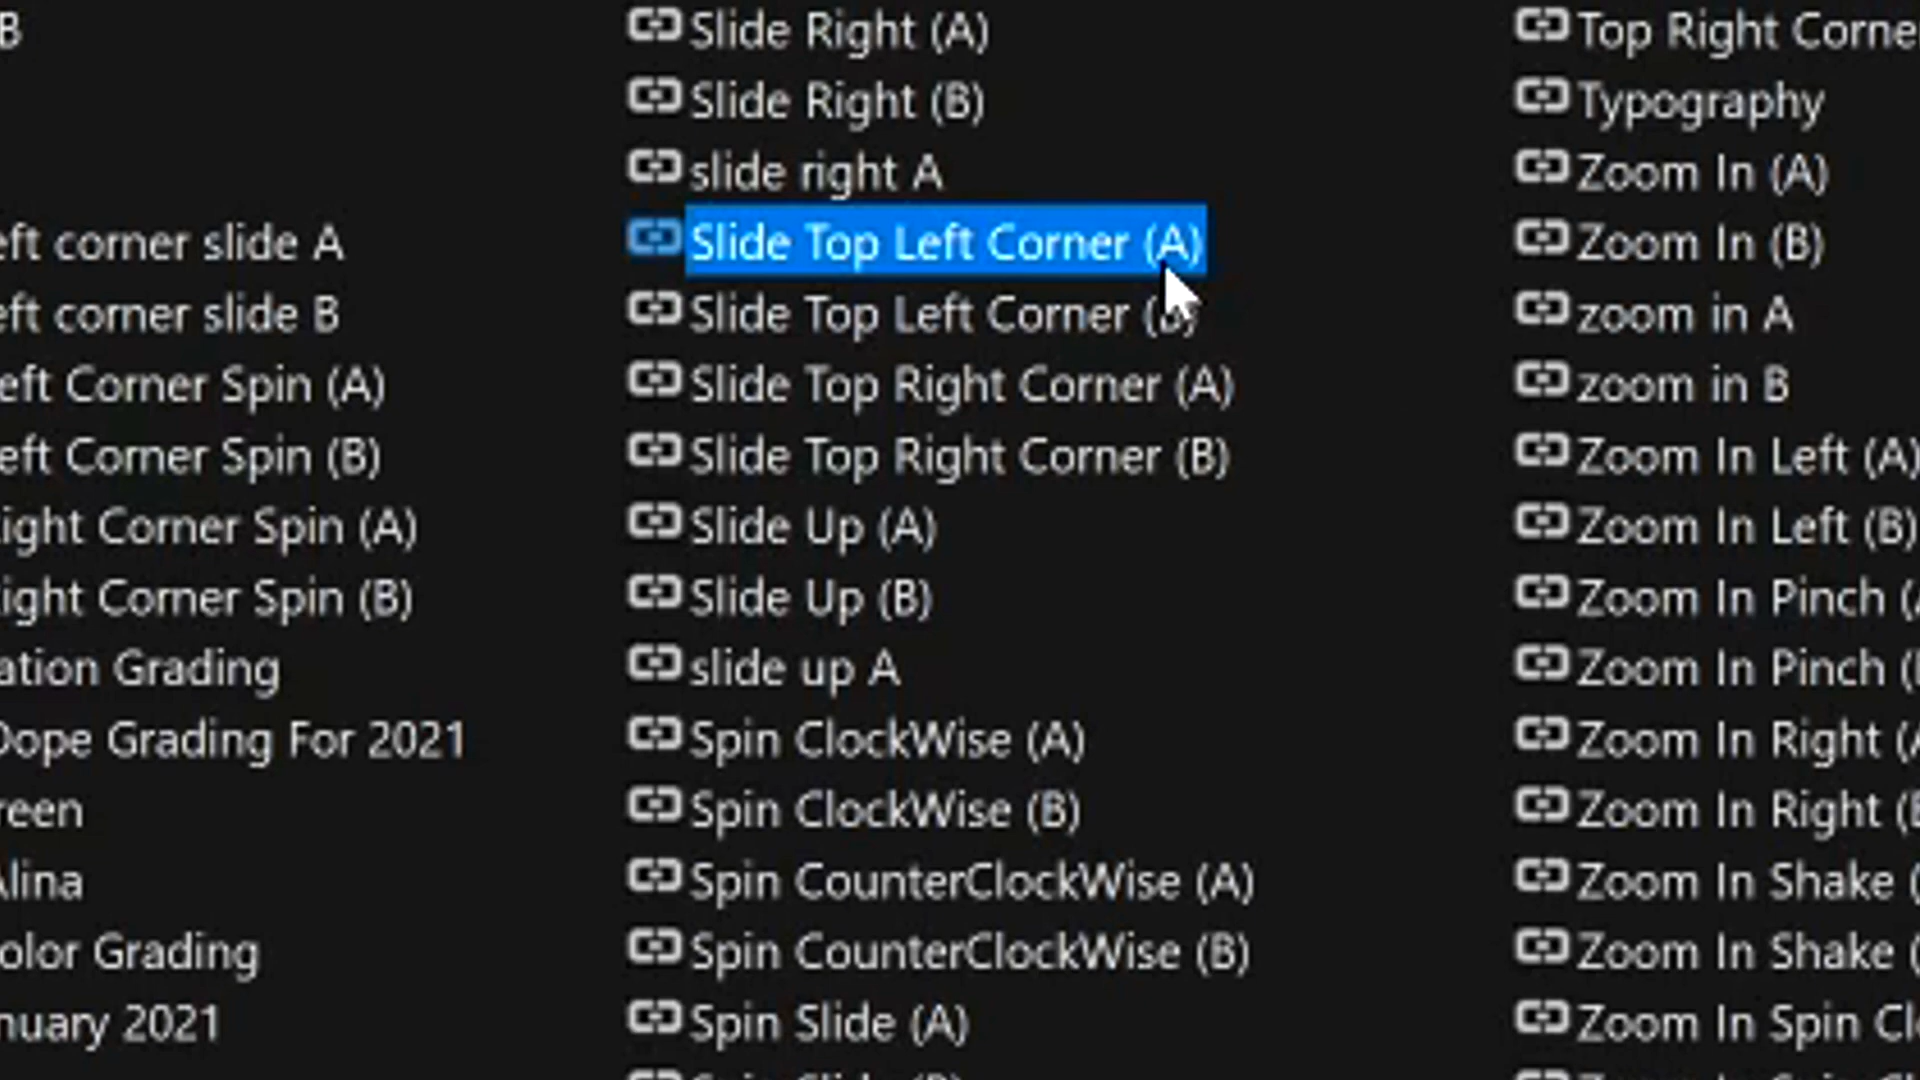 B
eft corner slide A
eft corner slide B
eft Corner Spin (A)
eft Corner Spin (B)
ight Corner Spin (A)
ight Corner Spin (B)
ation Grading
Dope Grading For 2021
reen
Alina
olor Grading
nuary 2021
Slide Right (A)
Slide Right (B)
slide right A
Slide Top Left Corner (A)
Slide Top Left Corner (B)
Slide Top Right Corner (A)
Slide Top Right Corner (B)
Slide Up (A)
Slide Up (B)
slide up A
Spin ClockWise (A)
Spin ClockWise (B)
Spin CounterClockWise (A)
Spin CounterClockWise (B)
Spin Slide (A)
Spin Slide (B)
Top Right Corne
Typography
Zoom In (A)
Zoom In (B)
zoom in A
zoom in B
Zoom In Left (A)
Zoom In Left (B)
Zoom In Pinch (
Zoom In Pinch (
Zoom In Right (
Zoom In Right (
Zoom In Shake (
Zoom In Shake (
Zoom In Spin Cl